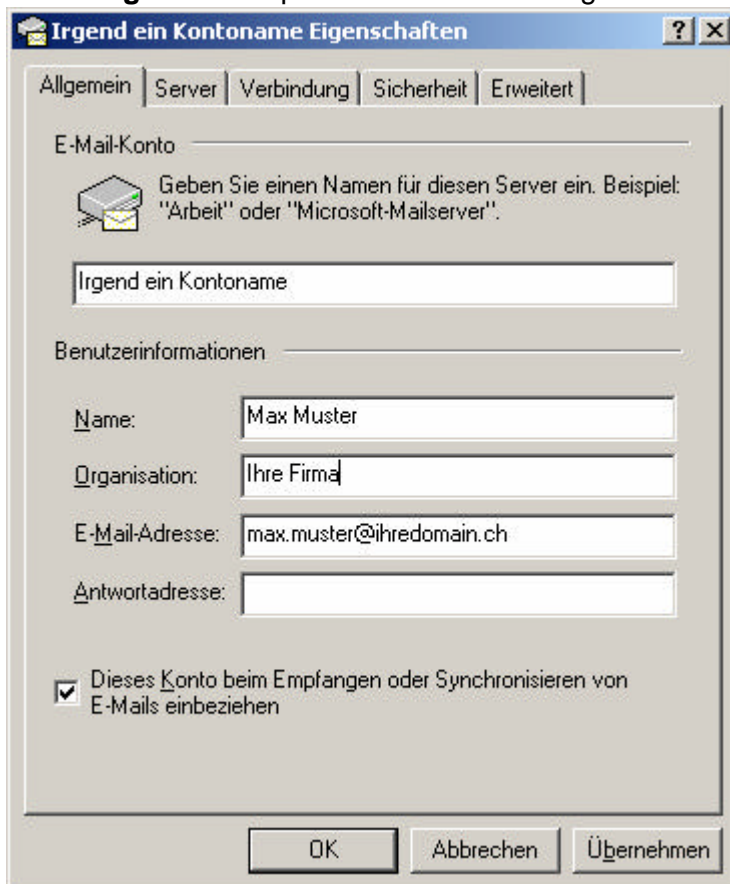 Irgend ein Kontoname Eigenschaften
Allgemein Server Verbindung Sicherheit Erweitert
E-Mail-Konto
Geben Sie einen Namen für diesen Server ein. Beispiel:
"Arbeit" oder "Microsoft-Mailserver".
Irgend ein Kontoname
Benutzerinformationen
Name: Max Muster
Organisation: Ihre Firma
E-Mail-Adresse: max.muster@ihredomain.ch
Antwortadresse:
Dieses Konto beim Empfangen oder Synchronisieren von
E-Mails einbeziehen
OK Abbrechen Übernehmen